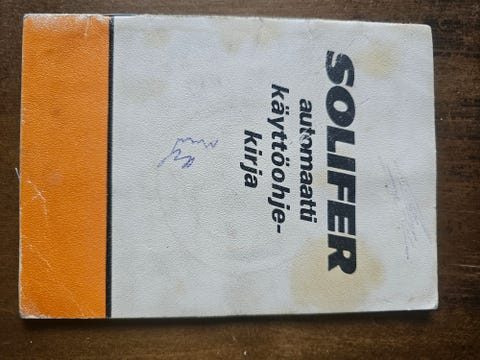 SOLIFER
automaatti
käyttöohje-
kirja